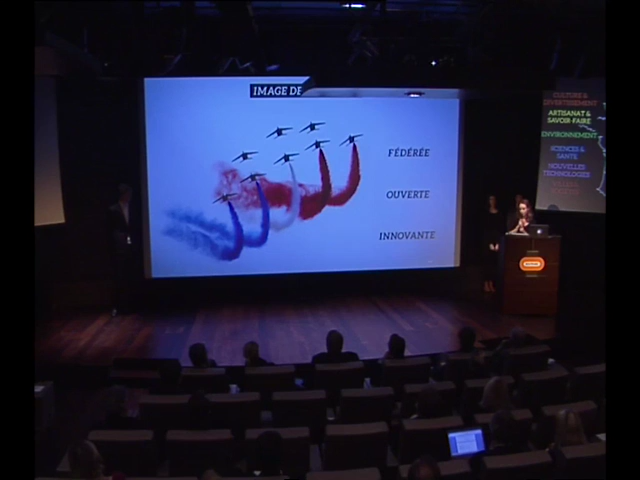 IMAGE DE
FÉDÉRÉE
OUVERTE
INNOVANTE
CULTURE &
DIVERTISSEMENT
ARTISANAT &
SAVOIR-FAIRE
ENVIRONNEMENT
SCIENCES &
SANTÉ
NOUVELLES
TECHNOLOGIES